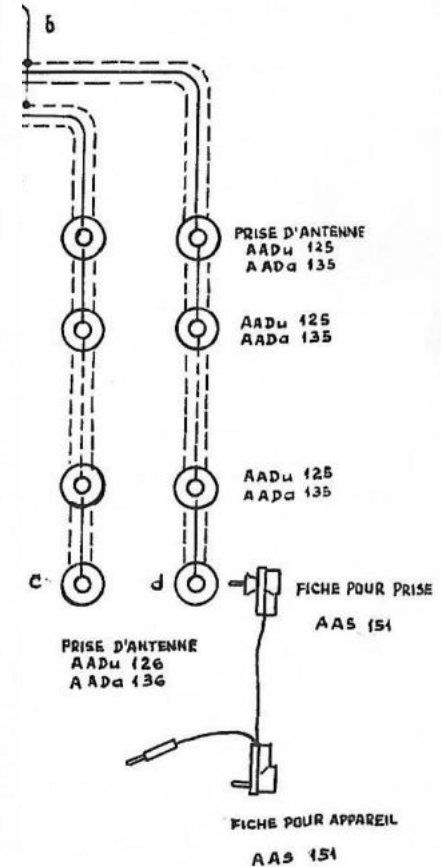 b
PRISE D'ANTENNE
AADu 125
AADa 135
AADu 125
AADa 135
AADu 125
AADa 135
c
d
FICHE POUR PRISE
AAS 151
PRISE D'ANTENNE
AADu 126
AADa 136
FICHE POUR APPAREIL
AAS 151